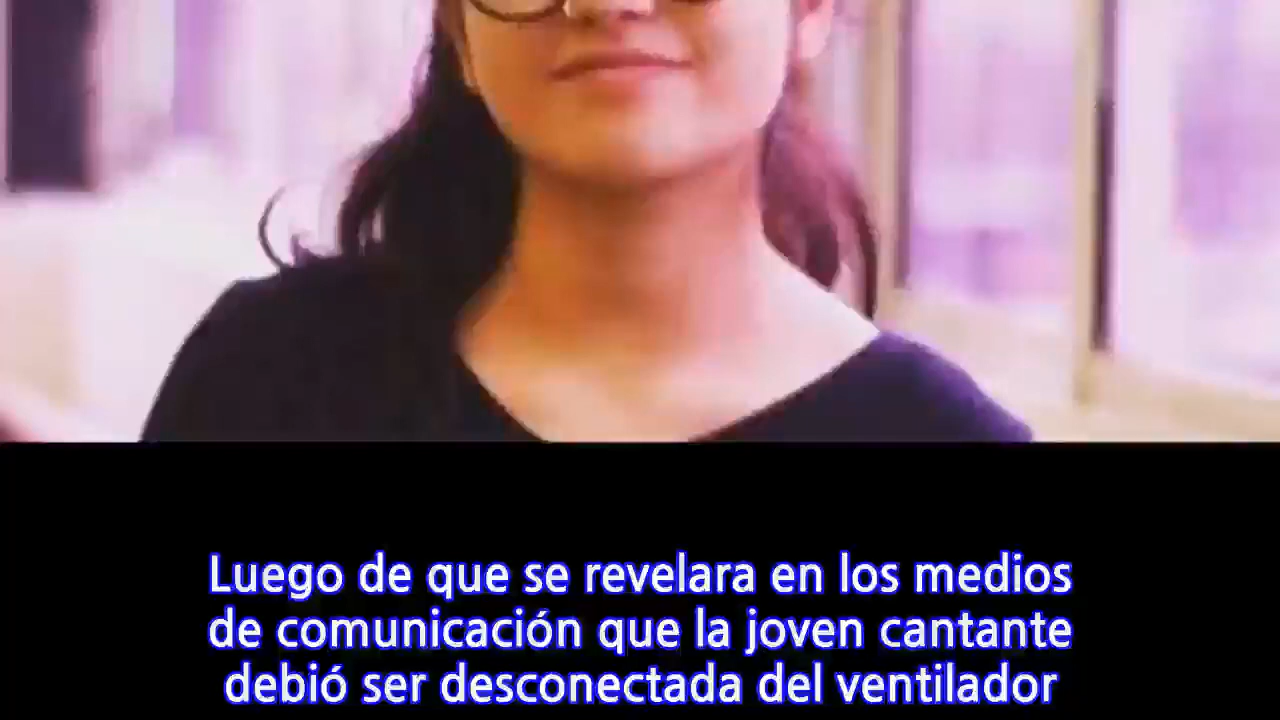 Luego de que se revelara en los medios
de comunicación que la joven cantante
debió ser desconectada del ventilador